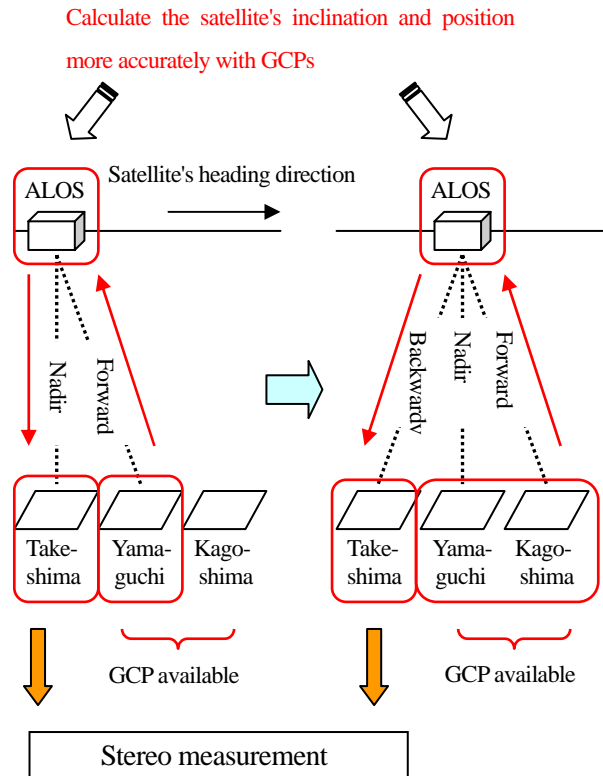 Calculate the satellite's inclination and position
more accurately with GCPs
Satellite's heading direction
ALOS
Nadir
Forward
Take-
shima
Yama-
guchi
Kago-
shima
GCP available
ALOS
Backwardy
Nadir
Forward
Take-
shima
Yama-
guchi
Kago-
shima
GCP available
Stereo measurement